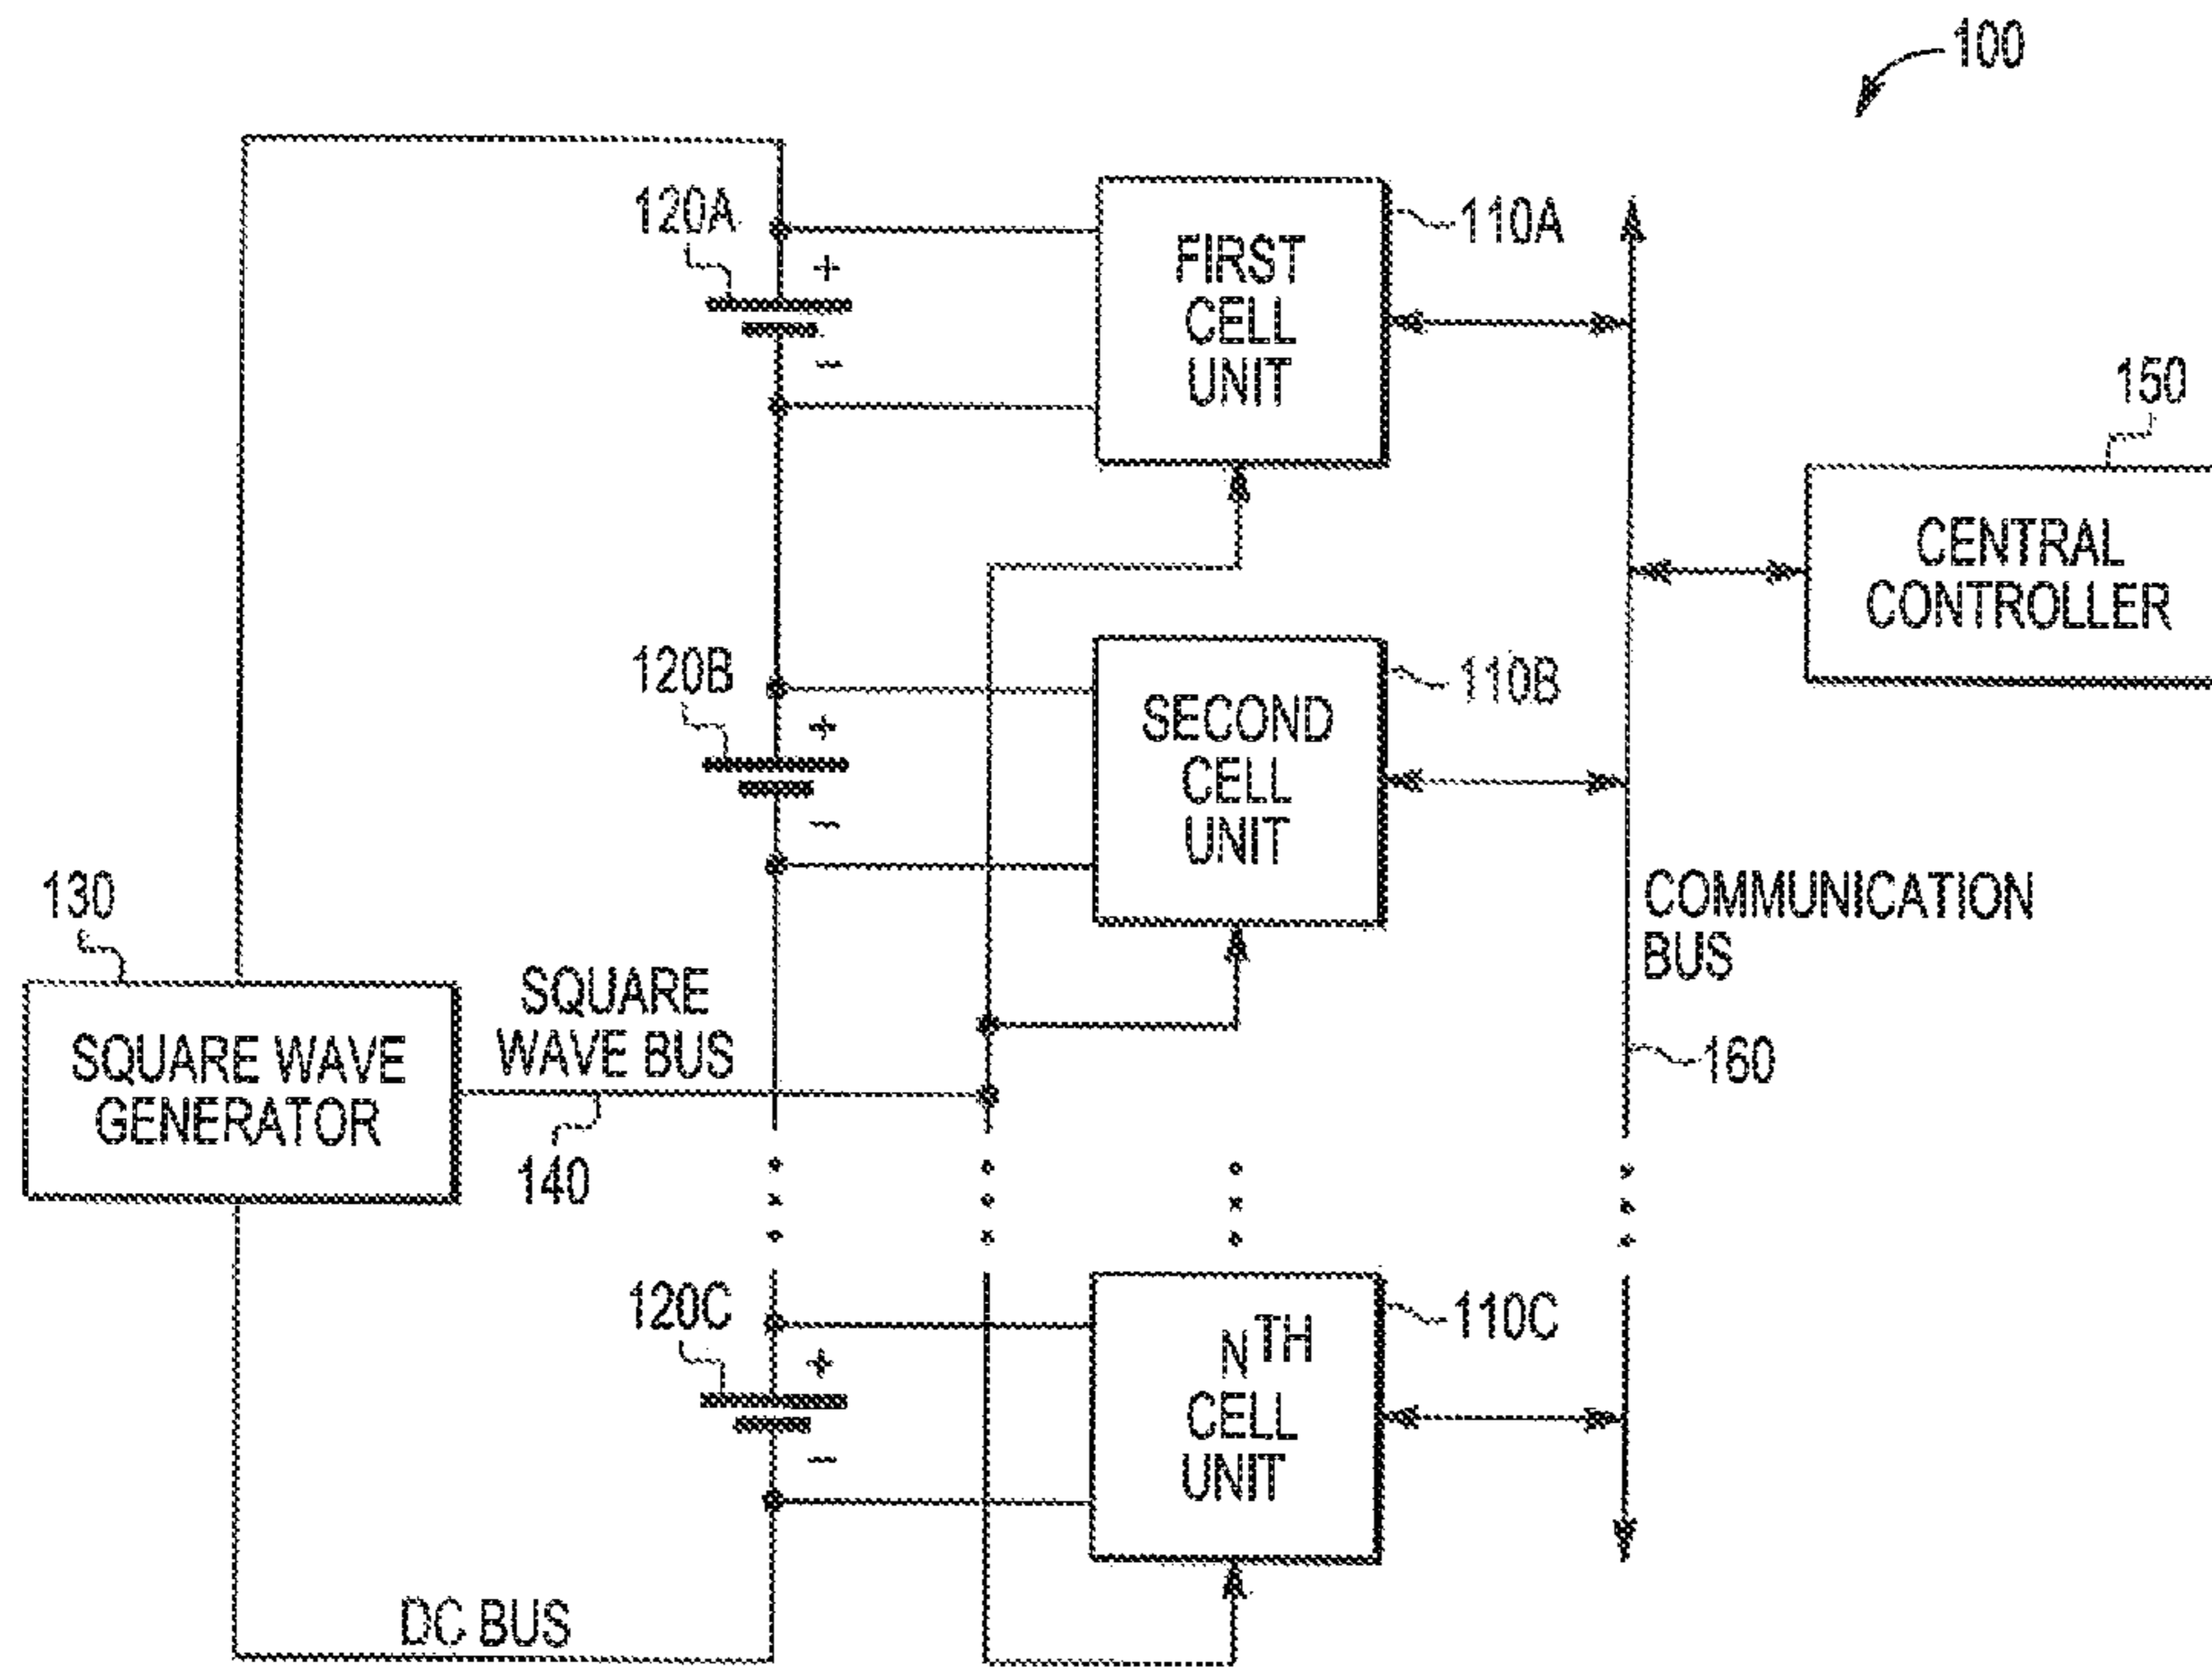 100
120A
+
−
FIRST
CELL
UNIT
110A
150
CENTRAL
CONTROLLER
120B
+
−
SECOND
CELL
UNIT
110B
COMMUNICATION
BUS
160
130
SQUARE WAVE
GENERATOR
SQUARE
WAVE BUS
140
120C
+
−
NTH
CELL
UNIT
110C
DC BUS